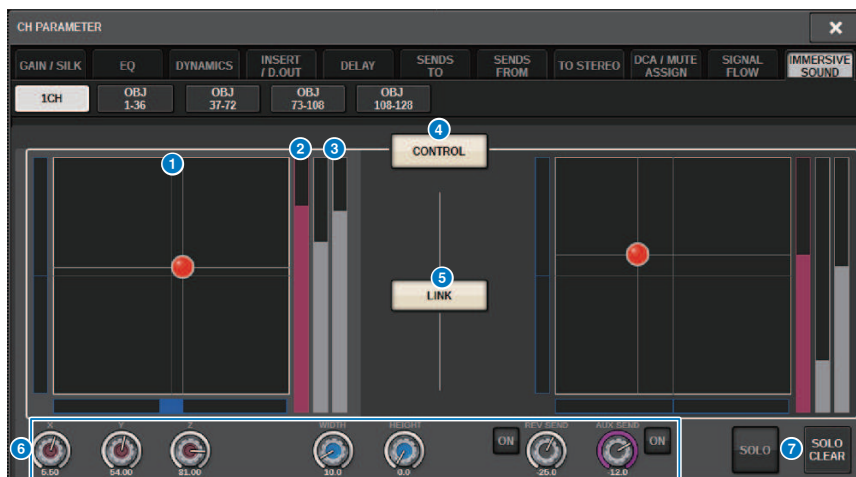 CH PARAMETER
×
GAIN / SILK
EQ
DYNAMICS
INSERT
/ D.OUT
DELAY
SENDS
TO
SENDS
FROM
TO STEREO
DCA / MUTE
ASSIGN
SIGNAL
FLOW
IMMERSIVE
SOUND
1CH
OBJ
1-36
OBJ
37-72
OBJ
73-108
OBJ
108-128
1
2
3
4
CONTROL
5
LINK
6
X
5.50
Y
54.00
Z
81.00
WIDTH
10.0
HEIGHT
0.0
ON
REV SEND
-25.0
AUX SEND
-12.0
ON
SOLO
7
SOLO
CLEAR